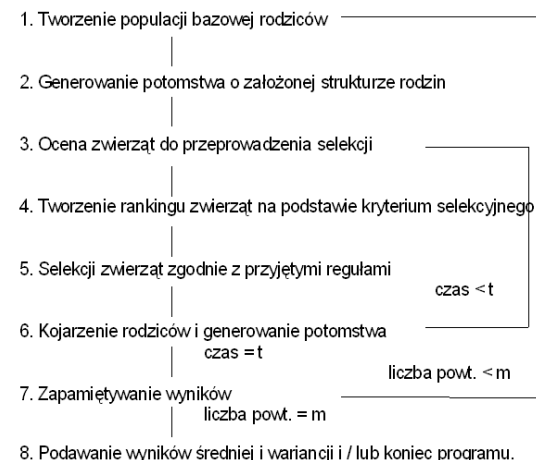 1. Tworzenie populacji bazowej rodziców
2. Generowanie potomstwa o założonej strukturze rodzin
3. Ocena zwierząt do przeprowadzenia selekcji
4. Tworzenie rankingu zwierząt na podstawie kryterium selekcyjnego
5. Selekcji zwierząt zgodnie z przyjętymi regułami
czas < t
6. Kojarzenie rodziców i generowanie potomstwa
czas = t
liczba powt. < m
7. Zapamiętywanie wyników
liczba powt. = m
8. Podawanie wyników średniej i wariancji i / lub koniec programu.